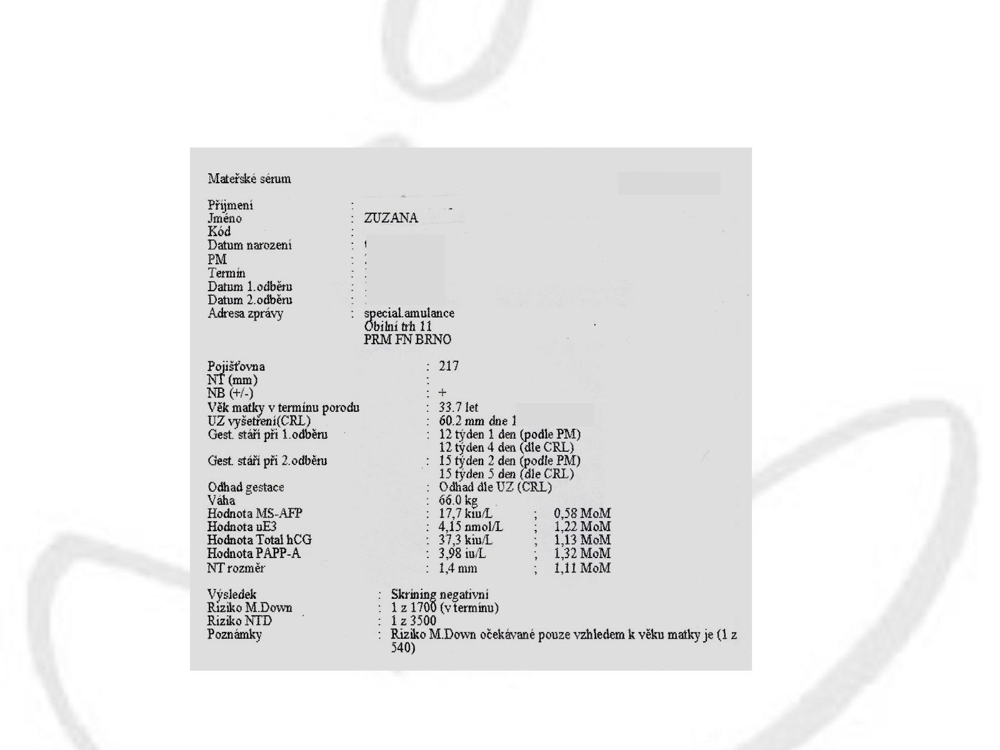 Mateřské sérum
Příjmení :
Jméno : ZUZANA
Kód :
Datum narození :
PM :
Termín :
Datum 1.odběru :
Datum 2.odběru :
Adresa zprávy : special.amulance
Obilní trh 11
PRM FN BRNO
Pojišťovna : 217
NT (mm) :
NB (+/-) : +
Věk matky v termínu porodu : 33.7 let
UZ vyšetření(CRL) : 60.2 mm dne 1
Gest. stáří při 1.odběru : 12 týden 1 den (podle PM)
12 týden 4 den (dle CRL)
Gest. stáří při 2.odběru : 15 týden 2 den (podle PM)
15 týden 5 den (dle CRL)
Odhad gestace : Odhad dle UZ (CRL)
Váha : 66.0 kg
Hodnota MS-AFP : 17,7 kiu/L ; 0,58 MoM
Hodnota uE3 : 4,15 nmol/L ; 1,22 MoM
Hodnota Total hCG : 37,3 kiu/L ; 1,13 MoM
Hodnota PAPP-A : 3,98 iu/L ; 1,32 MoM
NT rozměr : 1,4 mm ; 1,11 MoM
Výsledek : Skríning negativní
Riziko M.Down : 1 z 1700 (v termínu)
Riziko NTD : 1 z 3500
Poznámky : Riziko M.Down očekávané pouze vzhledem k věku matky je (1 z
540)